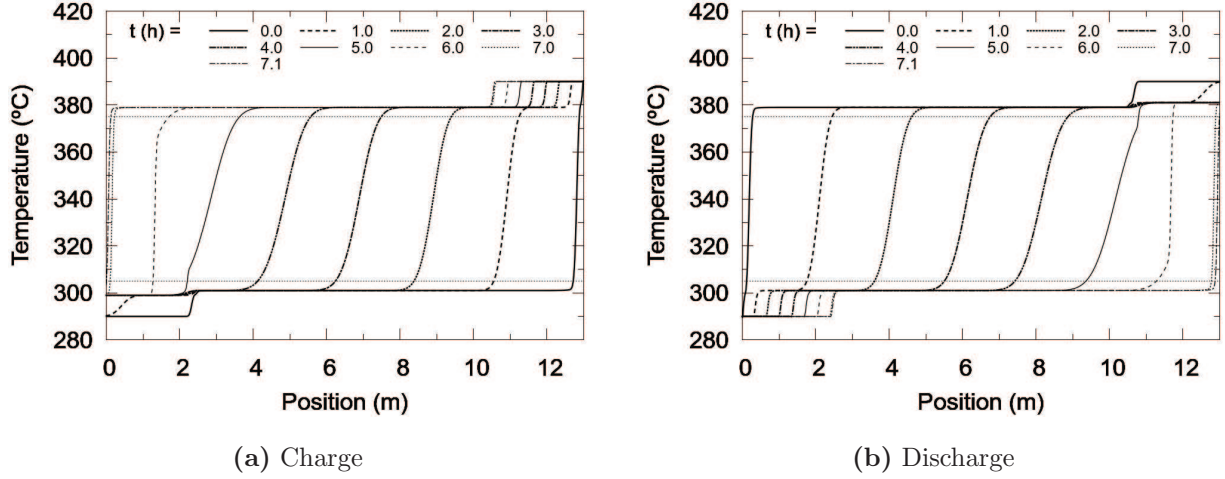 420
400
380
360
340
320
300
280
Temperature (ºC)
t (h) = 0.0 1.0 2.0 3.0
4.0 5.0 6.0 7.0
7.1
0 2 4 6 8 10 12
Position (m)
(a) Charge
420
400
380
360
340
320
300
280
Temperature (ºC)
t (h) = 0.0 1.0 2.0 3.0
4.0 5.0 6.0 7.0
7.1
0 2 4 6 8 10 12
Position (m)
(b) Discharge